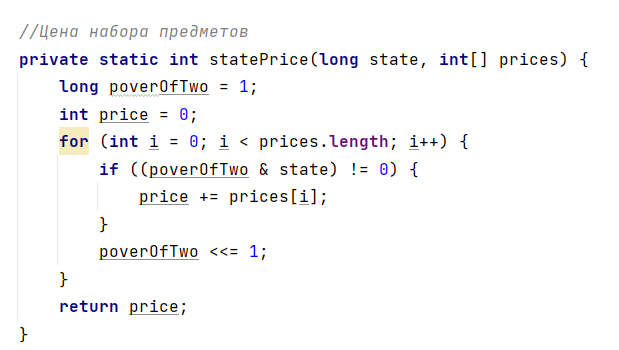 //Цена набора предметов
private static int statePrice(long state, int[] prices) {
    long poverOfTwo = 1;
    int price = 0;
    for (int i = 0; i < prices.length; i++) {
        if ((poverOfTwo & state) != 0) {
            price += prices[i];
        }
        poverOfTwo <<= 1;
    }
    return price;
}